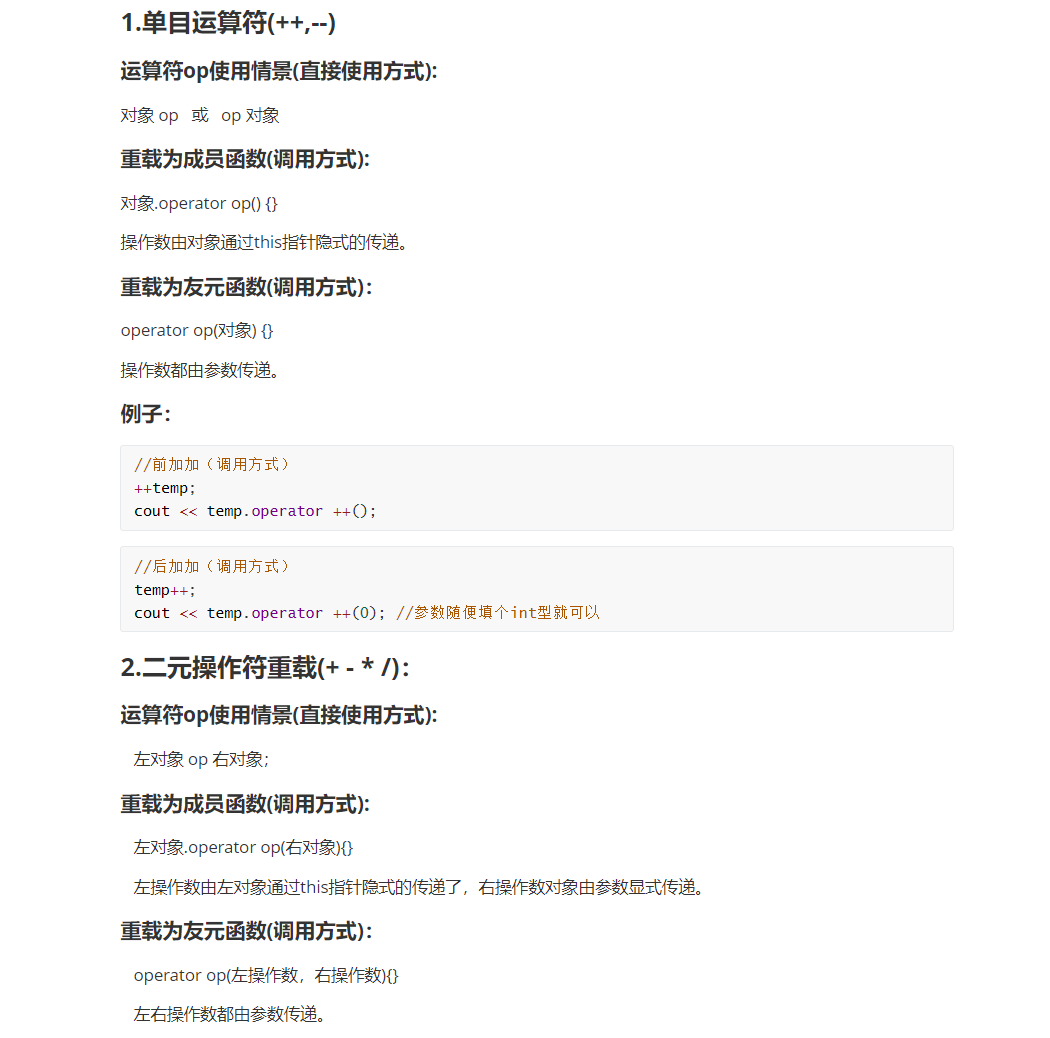 1.单目运算符(++,--)
运算符op使用情景(直接使用方式):
对象 op 或 op 对象
重载为成员函数(调用方式):
对象.operator op() {}
操作数由对象通过this指针隐式的传递。
重载为友元函数(调用方式)：
operator op(对象) {}
操作数都由参数传递。
例子：
//前加加（调用方式）
++temp;
cout << temp.operator ++();
//后加加（调用方式）
temp++;
cout << temp.operator ++(0); //参数随便填个int型就可以
2.二元操作符重载(+ - * /)：
运算符op使用情景(直接使用方式):
左对象 op 右对象；
重载为成员函数(调用方式):
左对象.operator op(右对象){}
左操作数由左对象通过this指针隐式的传递了，右操作数对象由参数显式传递。
重载为友元函数(调用方式)：
operator op(左操作数，右操作数){}
左右操作数都由参数传递。